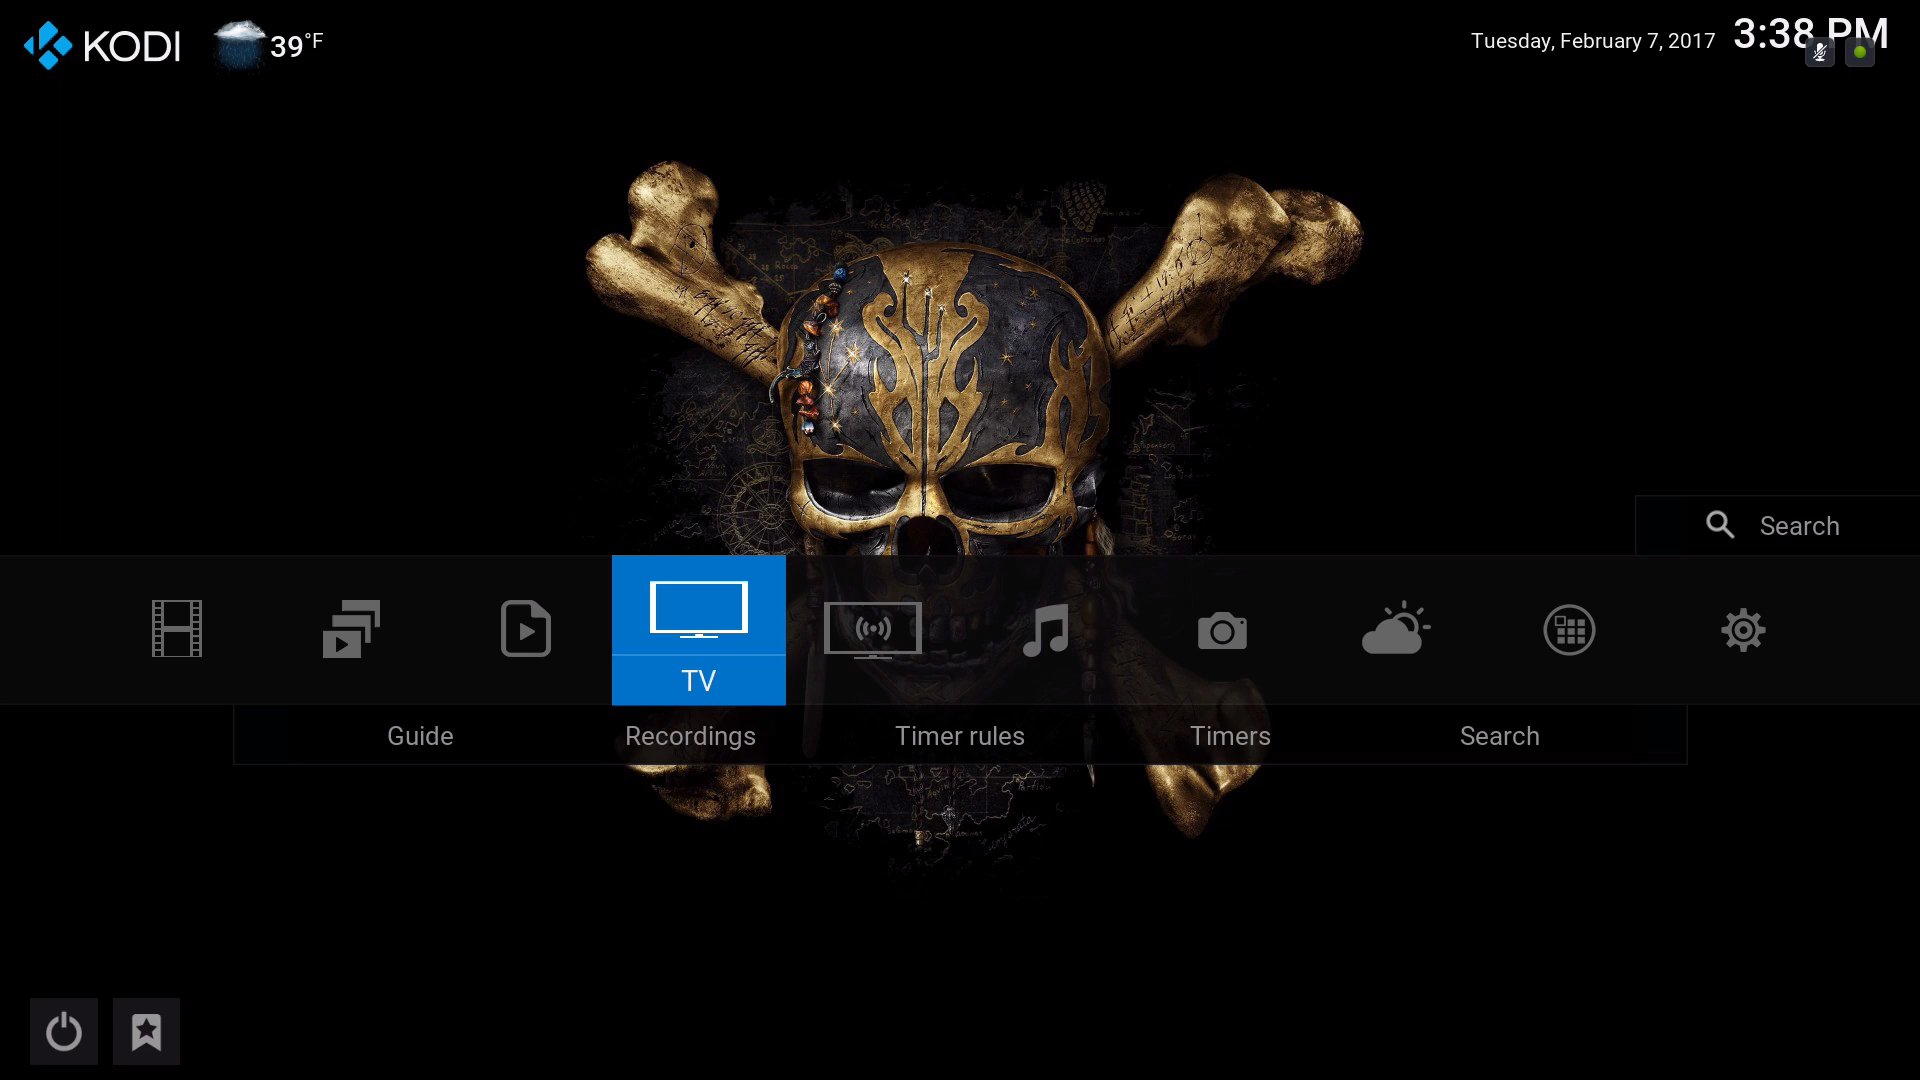 KODI
39°F
Tuesday, February 7, 2017
3:38 PM
Search
TV
Guide
Recordings
Timer rules
Timers
Search